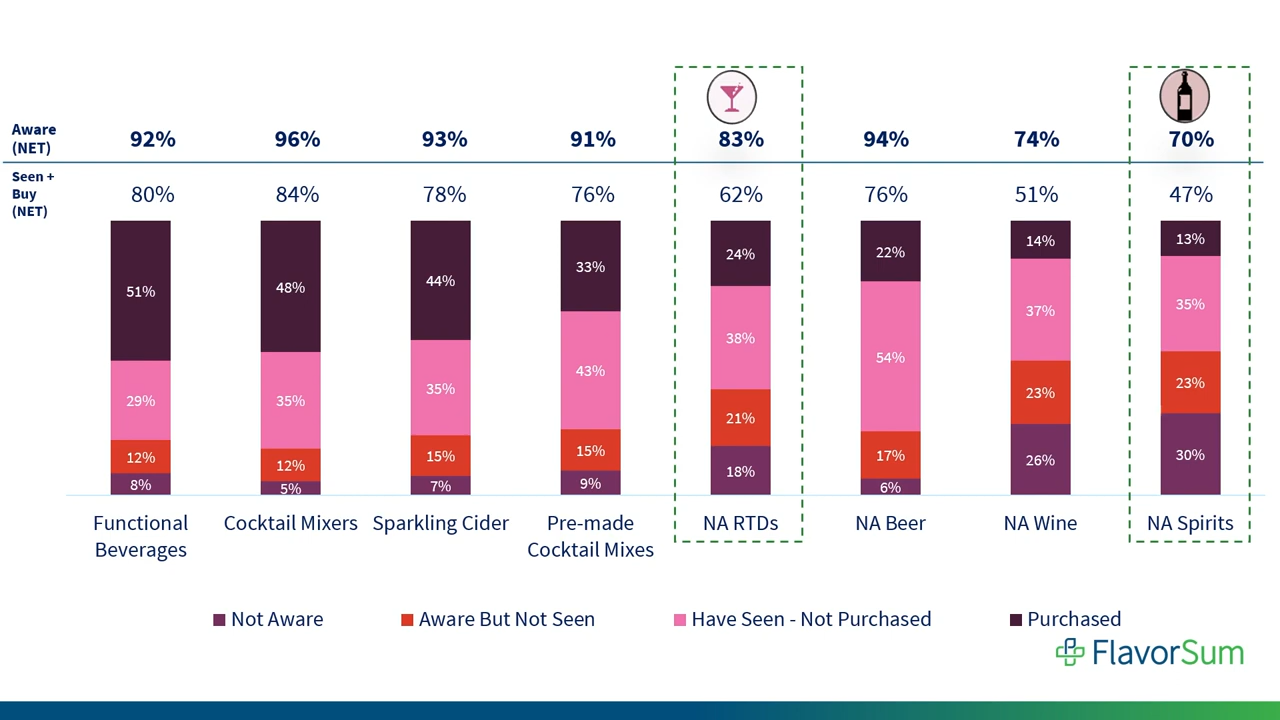 Aware
(NET)
92% 96% 93% 91% 83% 94% 74% 70%
Seen +
Buy
(NET)
80% 84% 78% 76% 62% 76% 51% 47%
51% 48% 44% 33% 24% 22% 14% 13%
29% 35% 35% 43% 38% 54% 37% 35%
12% 12% 15% 15% 21% 17% 23% 23%
8% 5% 7% 9% 18% 6% 26% 30%
Functional
Beverages
Cocktail Mixers
Sparkling Cider
Pre-made
Cocktail Mixes
NA RTDs
NA Beer
NA Wine
NA Spirits
Not Aware
Aware But Not Seen
Have Seen - Not Purchased
Purchased
FlavorSum